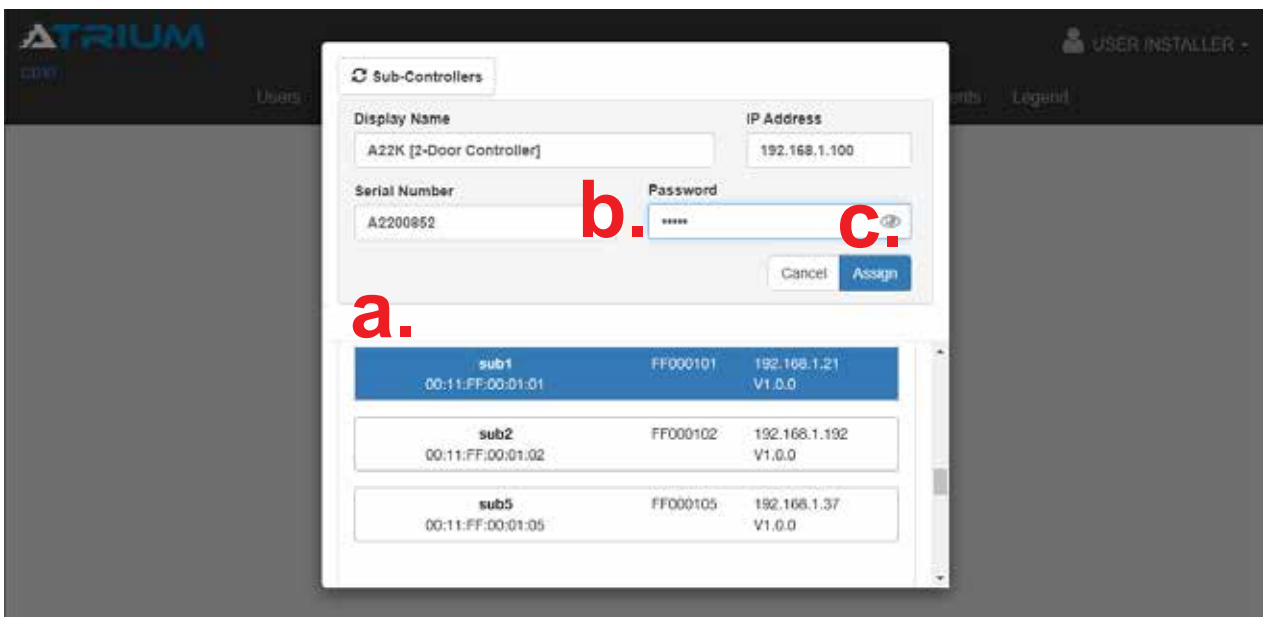 ATRIUM
USER INSTALLER
Users
Legend
Sub-Controllers
Display Name
IP Address
A22K [2-Door Controller]
192.168.1.100
Serial Number
Password
A2200852
•••••
b.
c.
Cancel
Assign
a.
sub1 FF000101 192.168.1.21
00:11:FF:00:01:01 V1.0.0
sub2 FF000102 192.168.1.192
00:11:FF:00:01:02 V1.0.0
sub5 FF000105 192.168.1.37
00:11:FF:00:01:05 V1.0.0